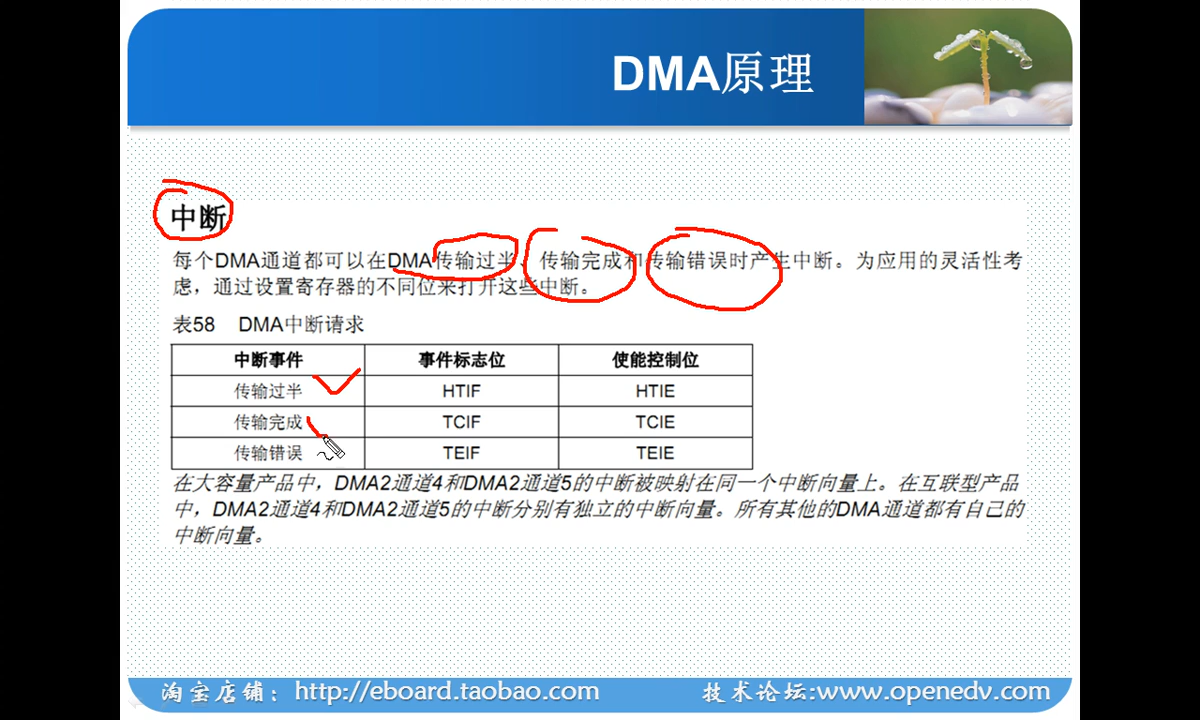 DMA原理
中断
每个DMA通道都可以在DMA传输过半、传输完成和传输错误时产生中断。为应用的灵活性考
虑，通过设置寄存器的不同位来打开这些中断。
表58 DMA中断请求
中断事件 事件标志位 使能控制位
传输过半 HTIF HTIE
传输完成 TCIF TCIE
传输错误 TEIF TEIE
在大容量产品中，DMA2通道4和DMA2通道5的中断被映射在同一个中断向量上。在互联型产品
中，DMA2通道4和DMA2通道5的中断分别有独立的中断向量。所有其他的DMA通道都有自己的
中断向量。
淘宝店铺：http://eboard.taobao.com 技术论坛:www.openedv.com